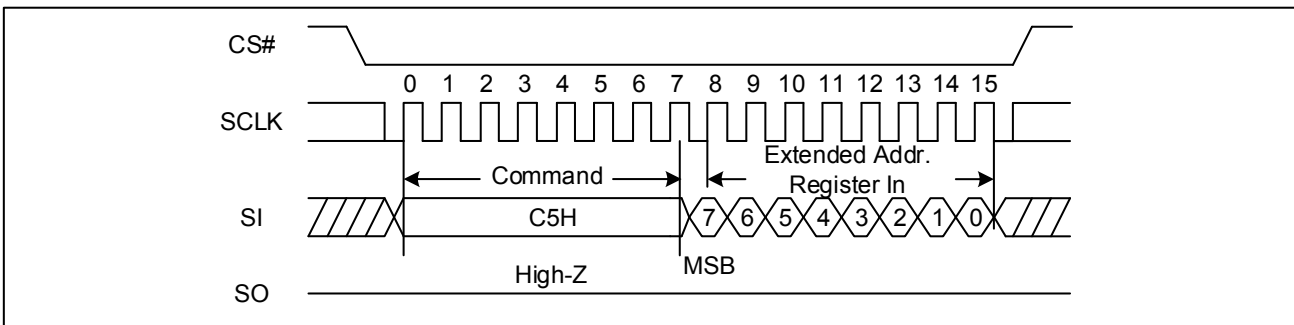 CS#
0 1 2 3 4 5 6 7 8 9 10 11 12 13 14 15
SCLK
Command
Extended Addr.
Register In
SI
C5H
7 6 5 4 3 2 1 0
High-Z
MSB
SO